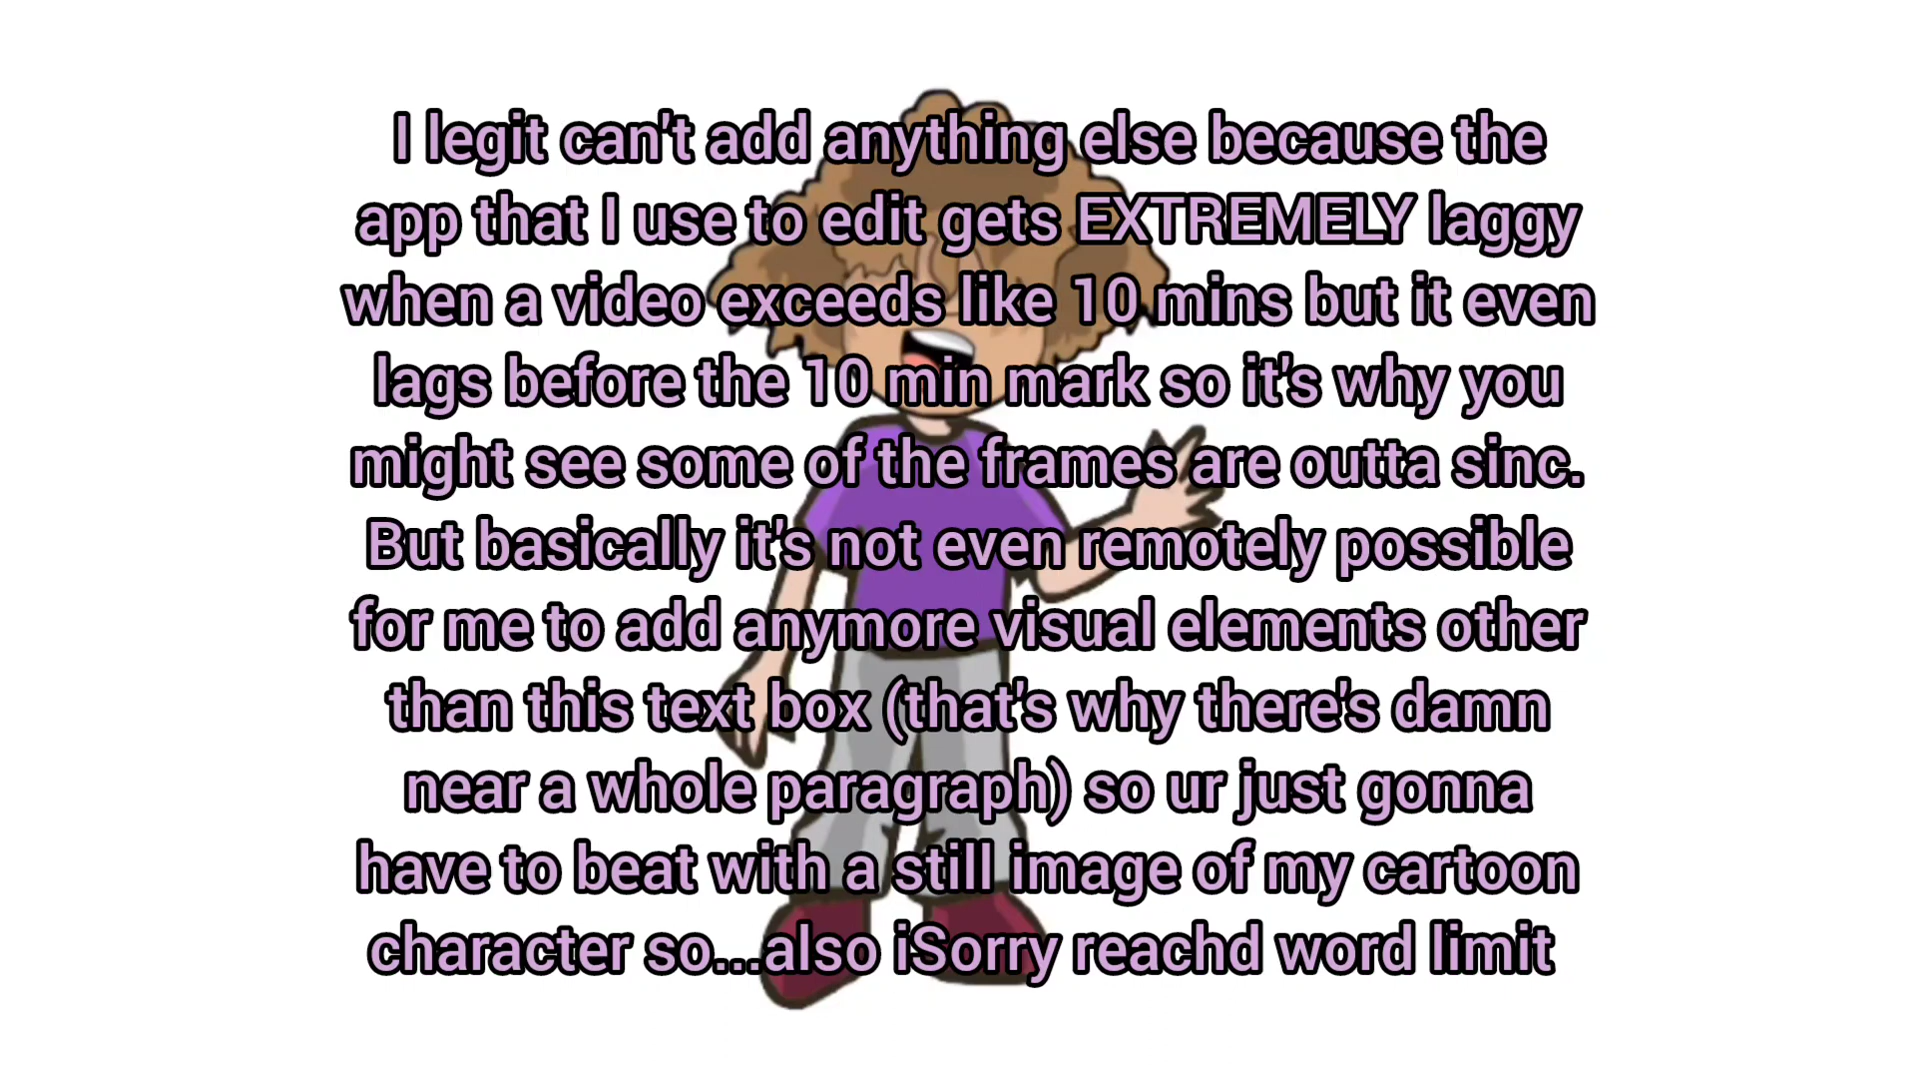 I legit can't add anything else because the
app that I use to edit gets EXTREMELY laggy
when a video exceeds like 10 mins but it even
lags before the 10 min mark so it's why you
might see some of the frames are outta sinc.
But basically it's not even remotely possible
for me to add anymore visual elements other
than this text box (that's why there's damn
near a whole paragraph) so ur just gonna
have to beat with a still image of my cartoon
character so...also iSorry reachd word limit